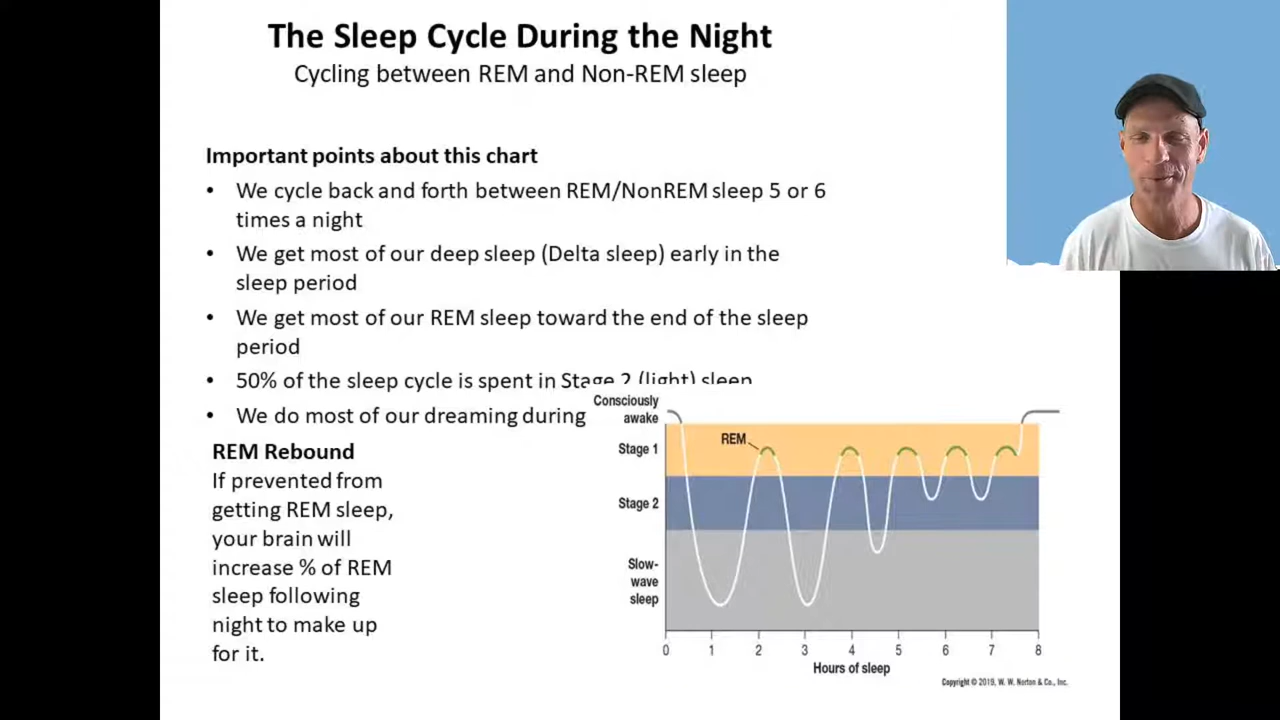 The Sleep Cycle During the Night
Cycling between REM and Non-REM sleep
Important points about this chart
• We cycle back and forth between REM/NonREM sleep 5 or 6
times a night
• We get most of our deep sleep (Delta sleep) early in the
sleep period
• We get most of our REM sleep toward the end of the sleep
period
• 50% of the sleep cycle is spent in Stage 2 (light) sleep
• We do most of our dreaming during
REM Rebound
If prevented from
getting REM sleep,
your brain will
increase % of REM
sleep following
night to make up
for it.
Consciously
awake
REM
Stage 1
Stage 2
Slow-
wave
sleep
0 1 2 3 4 5 6 7 8
Hours of sleep
Copyright © 2019, W. W. Norton & Co., Inc.